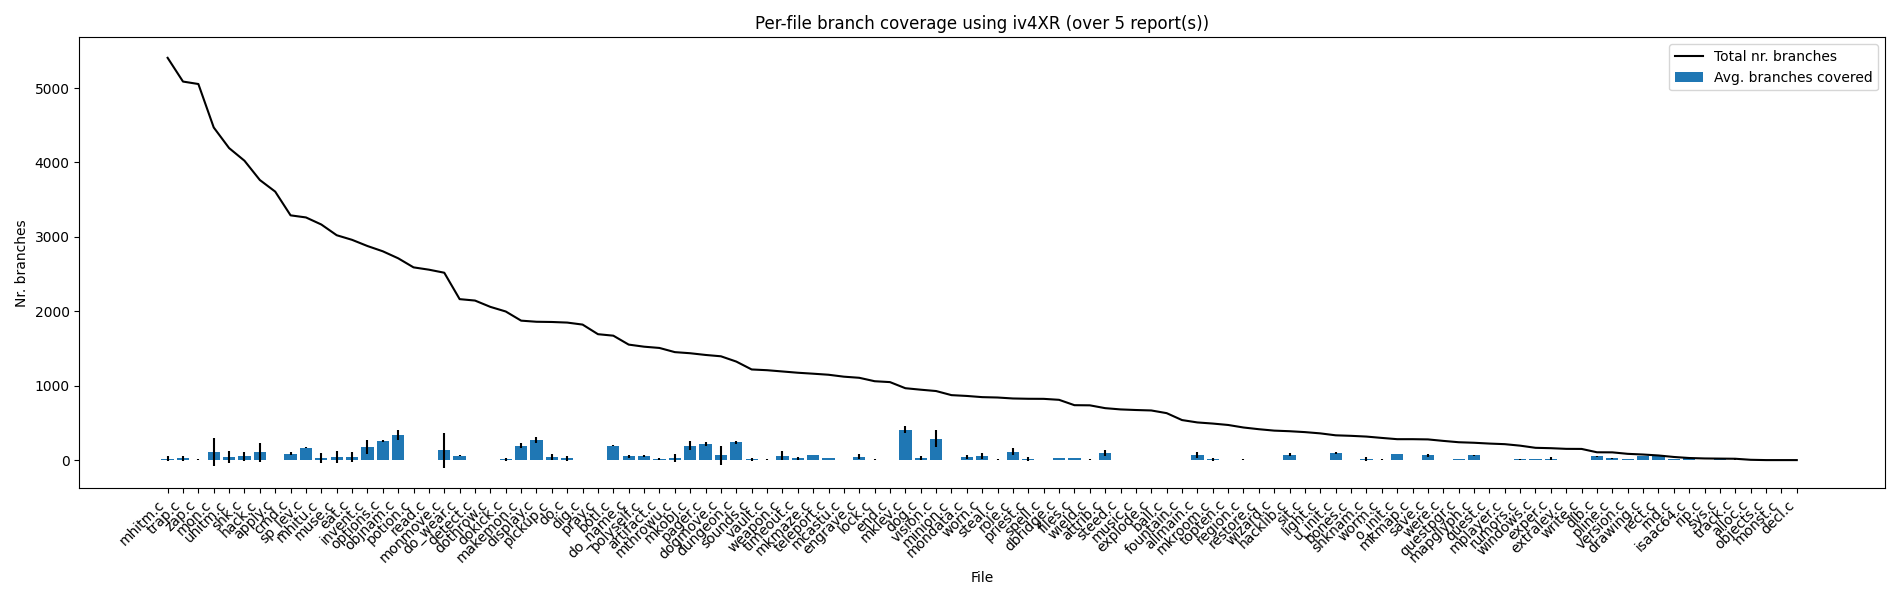 Per-file branch coverage using iv4XR (over 5 report(s))
Total nr. branches
Avg. branches covered
Nr. branches
5000
4000
3000
2000
1000
0
mhitm.c
trap.c
zap.c
mon.c
uhitm.c
shk.c
hack.c
apply.c
cmd.c
sp_lev.c
mhitu.c
muse.c
eat.c
invent.c
options.c
objnam.c
potion.c
read.c
monmove.c
do_wear.c
detect.c
dothrow.c
dokick.c
makemon.c
display.c
pickup.c
do.c
dig.c
pray.c
botl.c
do_name.c
polyself.c
artifact.c
mthrowu.c
mkobj.c
pager.c
dogmove.c
dungeon.c
sounds.c
vault.c
weapon.c
timeout.c
mkmaze.c
teleport.c
mcastu.c
engrave.c
lock.c
end.c
mklev.c
dog.c
vision.c
minion.c
mondata.c
worn.c
steal.c
role.c
priest.c
spell.c
dbridge.c
files.c
wield.c
attrib.c
steed.c
music.c
explode.c
ball.c
fountain.c
allmain.c
mkroom.c
topten.c
region.c
restore.c
wizard.c
hacklib.c
sit.c
light.c
u_init.c
bones.c
shknam.c
worm.c
o_init.c
mkmap.c
save.c
were.c
questpgr.c
mapglyph.c
quest.c
mplayer.c
rumors.c
windows.c
exper.c
extralev.c
write.c
dlb.c
pline.c
version.c
drawing.c
rect.c
rnd.c
isaac64.c
rip.c
sys.c
track.c
alloc.c
objects.c
monst.c
decl.c
File